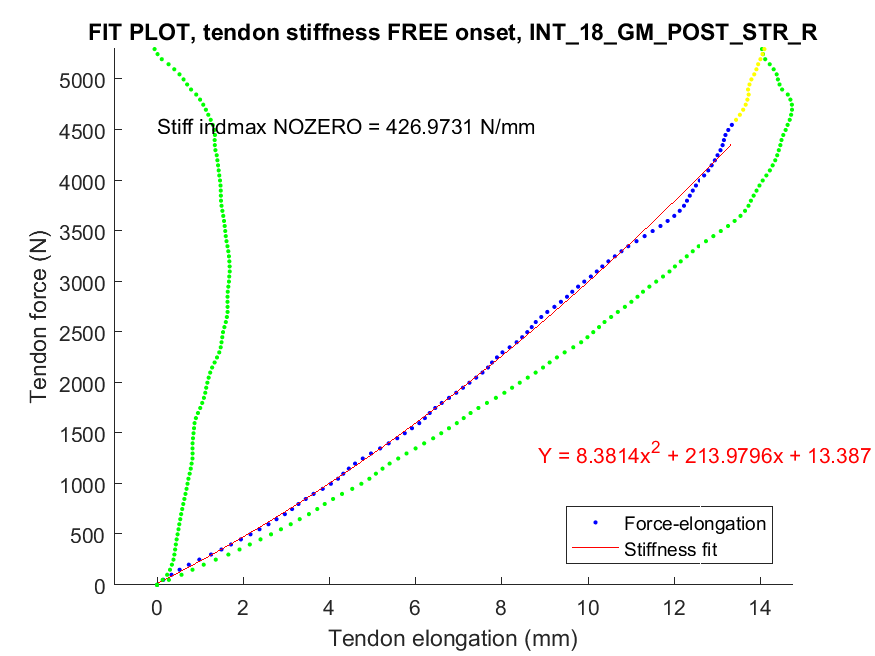 FIT PLOT, tendon stiffness FREE onset, INT_18_GM_POST_STR_R
5000
Stiff indmax NOZERO = 426.9731 N/mm
4500
4000
3500
3000
2500
2000
1500
1000
500
0
Tendon force (N)
Y = 8.3814x² + 213.9796x + 13.387
Force-elongation
Stiffness fit
0 2 4 6 8 10 12 14
Tendon elongation (mm)